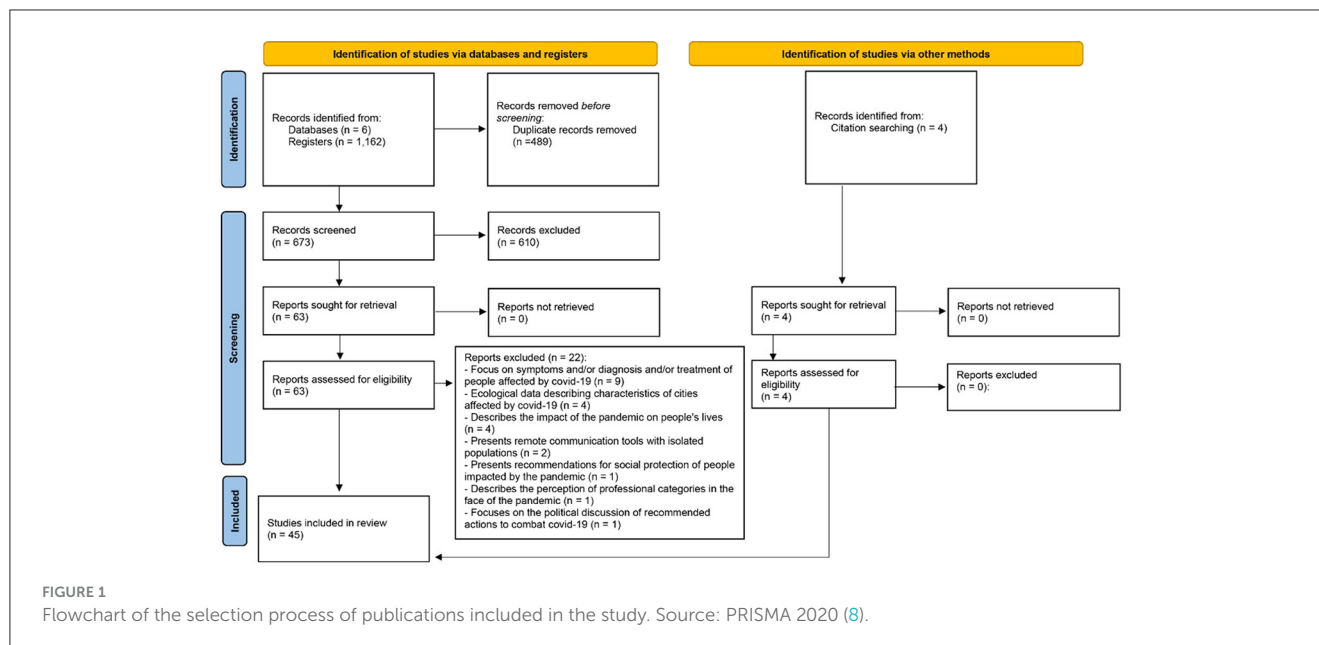 Identification of studies via databases and registers
Identification of studies via other methods
Identification
Records identified from:
Databases (n = 6)
Registers (n = 1,162)
Records removed before
screening:
Duplicate records removed
(n =489)
Records identified from:
Citation searching (n = 4)
Screening
Records screened
(n = 673)
Records excluded
(n = 610)
Reports sought for retrieval
(n = 63)
Reports not retrieved
(n = 0)
Reports sought for retrieval
(n = 4)
Reports not retrieved
(n = 0)
Reports assessed for eligibility
(n = 63)
Reports excluded (n = 22):
- Focus on symptoms and/or diagnosis and/or treatment of
people affected by covid-19 (n = 9)
- Ecological data describing characteristics of cities
affected by covid-19 (n = 4)
- Describes the impact of the pandemic on people's lives
(n = 4)
- Presents remote communication tools with isolated
populations (n = 2)
- Presents recommendations for social protection of people
impacted by the pandemic (n = 1)
- Describes the perception of professional categories in the
face of the pandemic (n = 1)
- Focuses on the political discussion of recommended
actions to combat covid-19 (n = 1)
Reports assessed for
eligibility
(n = 4)
Reports excluded
(n = 0):
Included
Studies included in review
(n = 45)
FIGURE 1
Flowchart of the selection process of publications included in the study. Source: PRISMA 2020 (8).